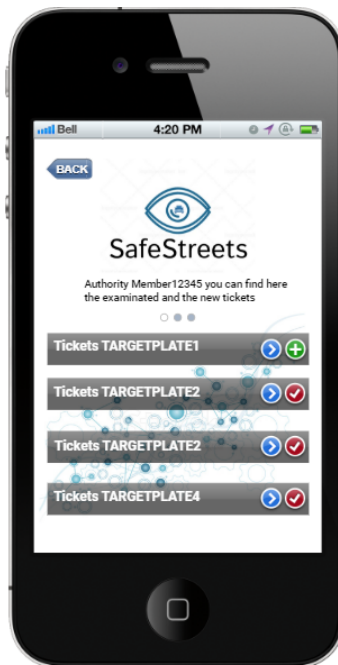 Bell 4:20 PM
BACK
SafeStreets
Authority Member12345 you can find here
the examinated and the new tickets
Tickets TARGETPLATE1
Tickets TARGETPLATE2
Tickets TARGETPLATE2
Tickets TARGETPLATE4